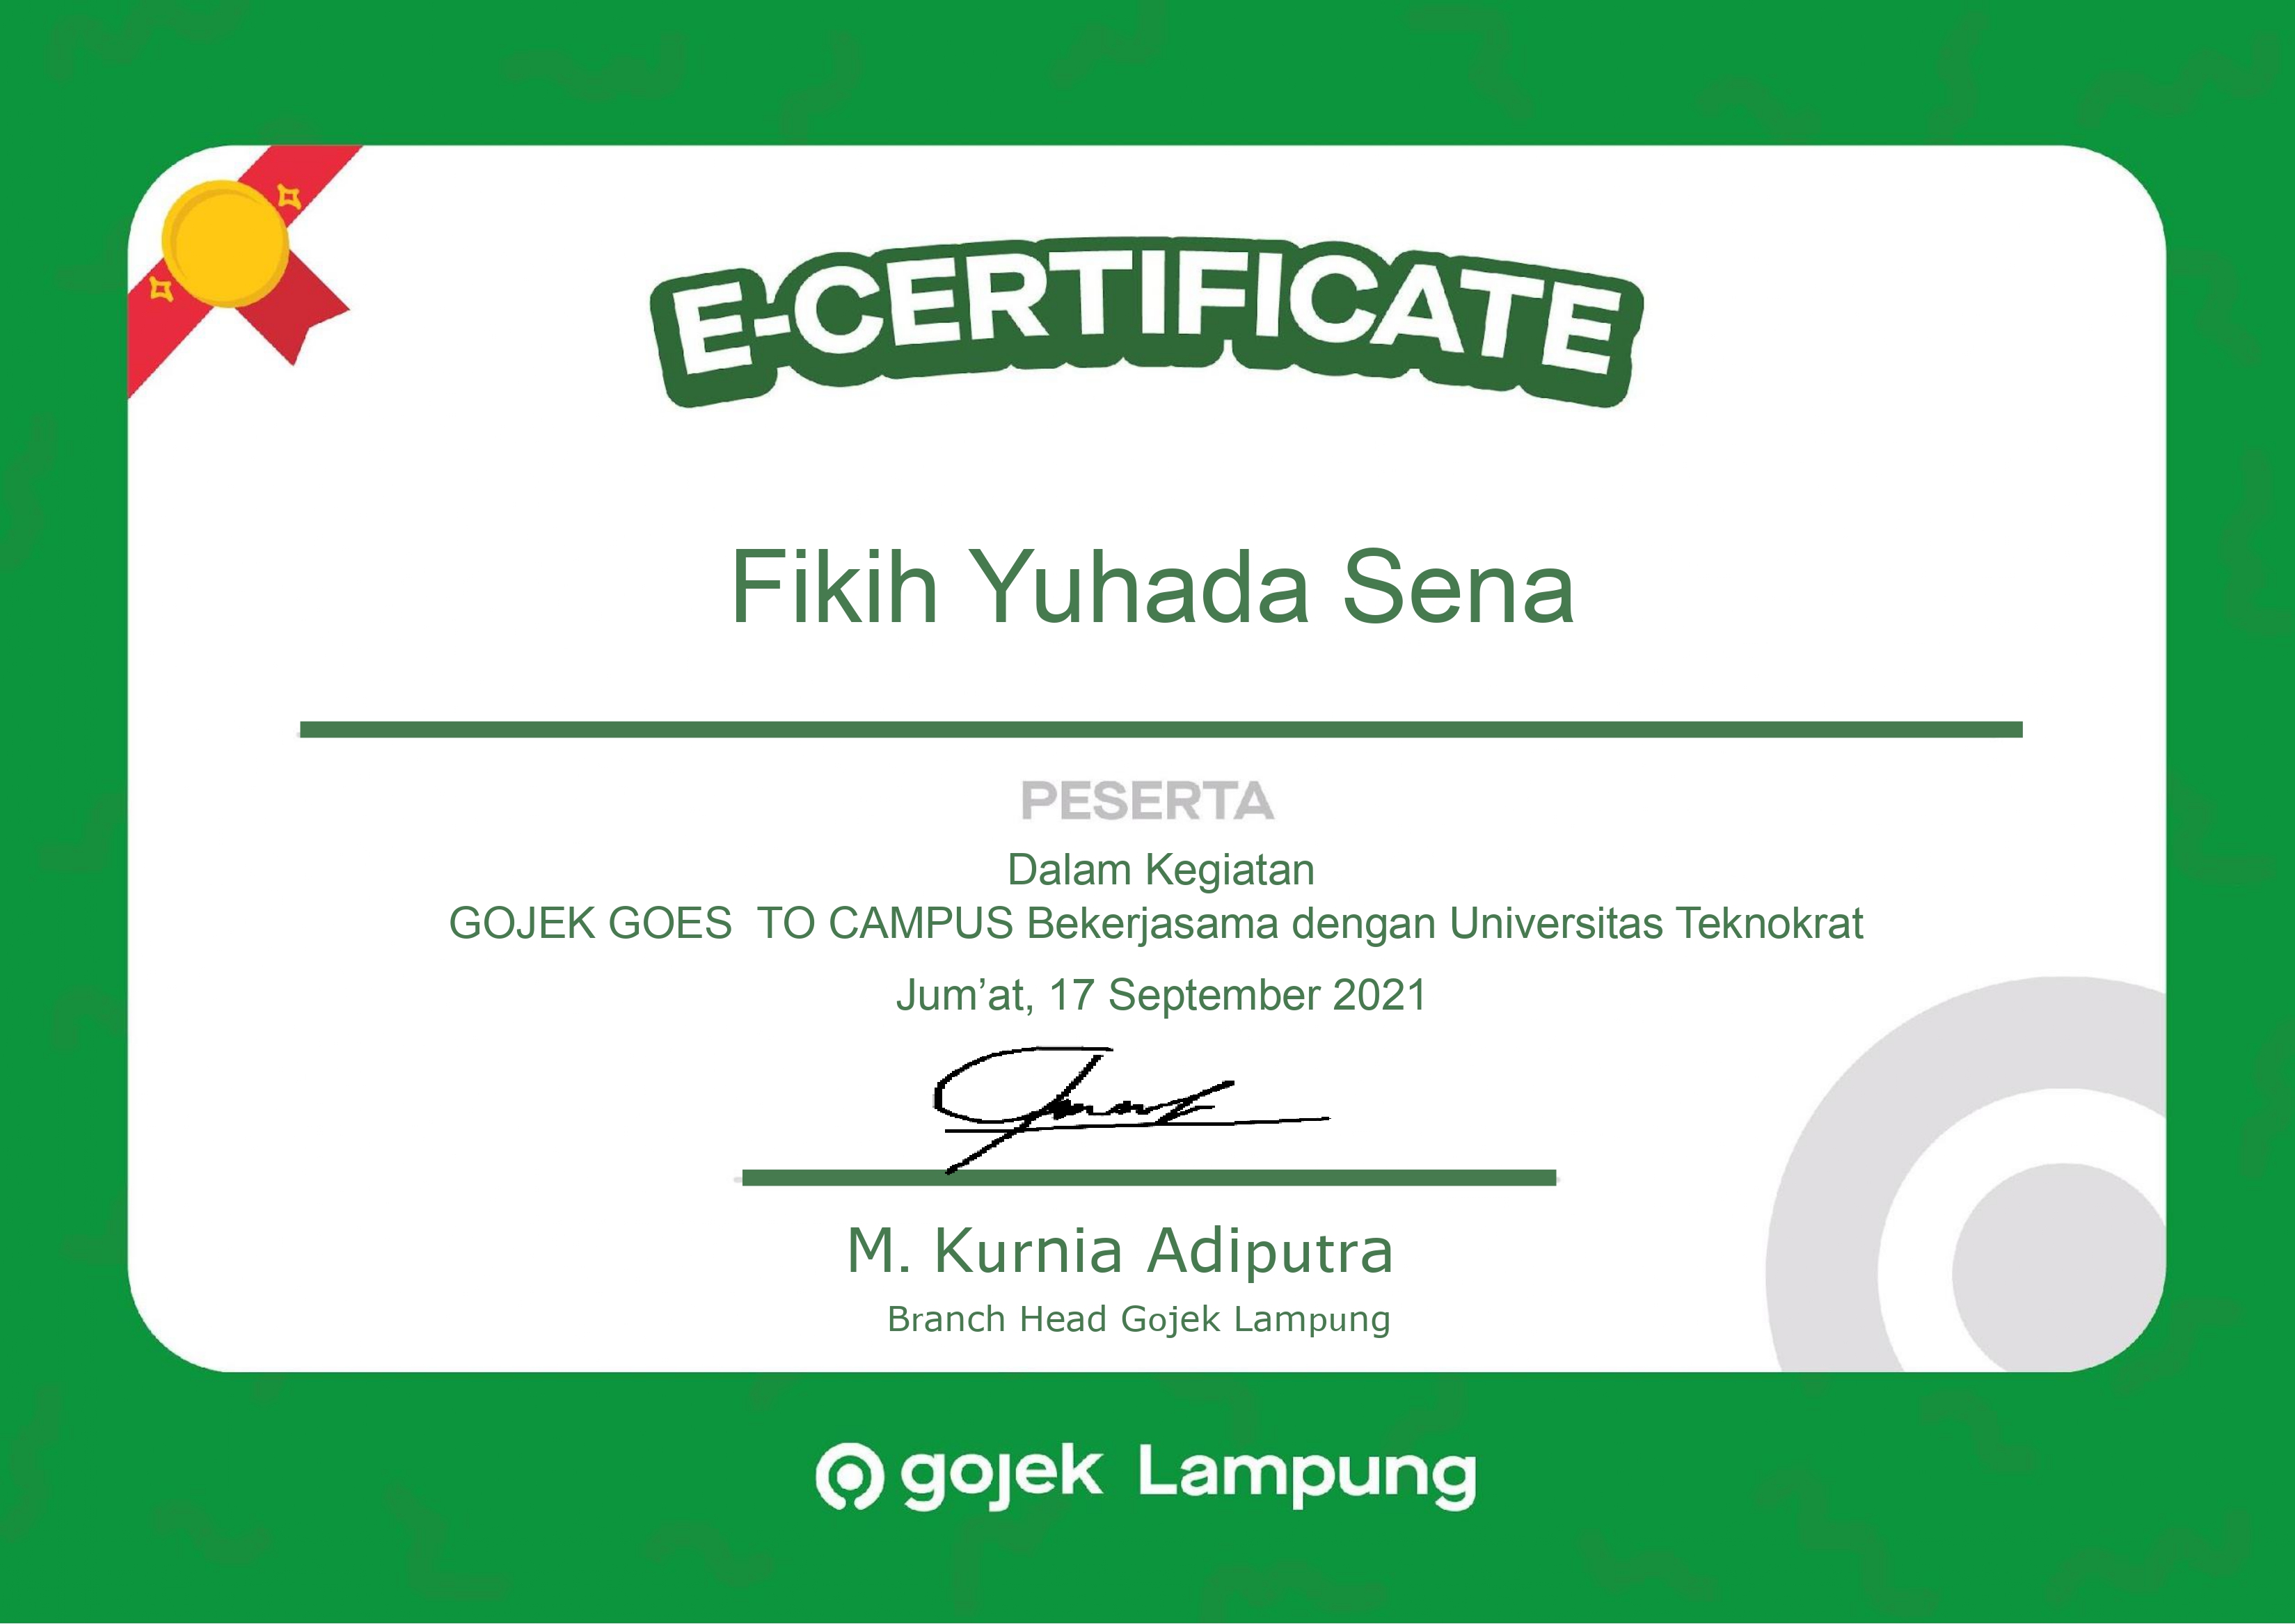 E-CERTIFICATE
Fikih Yuhada Sena
PESERTA
Dalam Kegiatan
GOJEK GOES  TO CAMPUS Bekerjasama dengan Universitas Teknokrat
Jum’at, 17 September 2021
M. Kurnia Adiputra
Branch Head Gojek Lampung
gojek Lampung